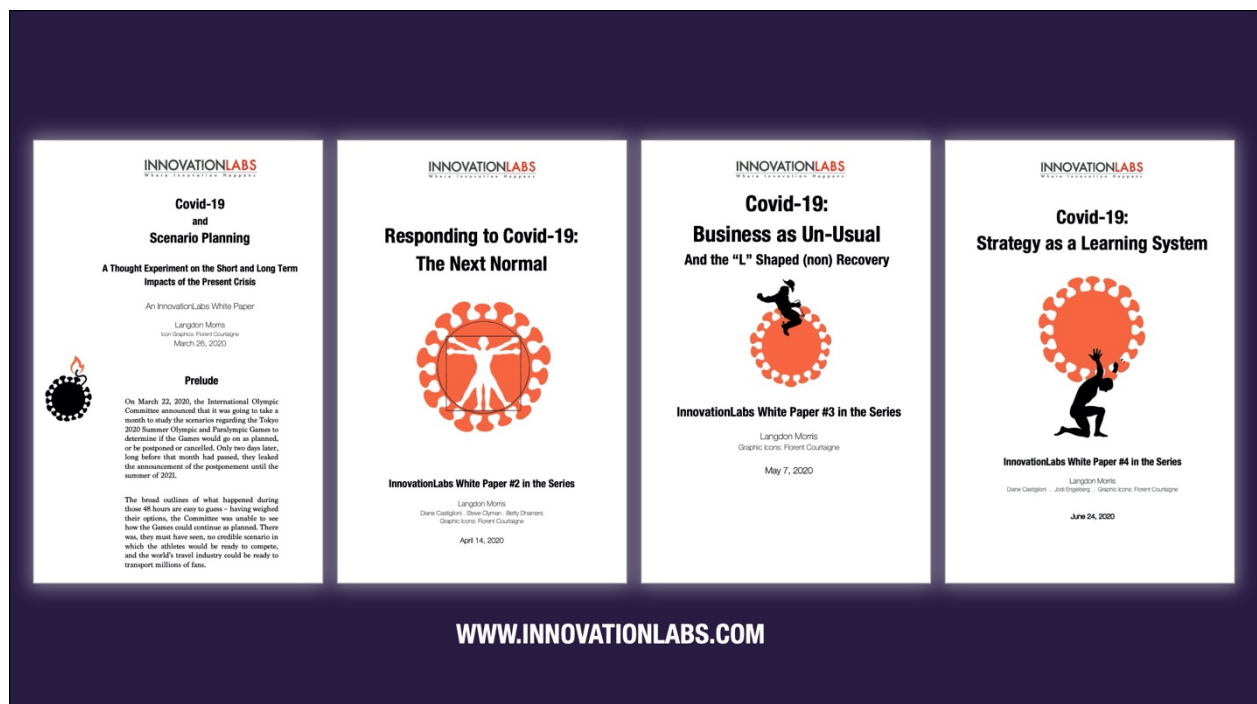 INNOVATIONLABS
Where Innovation Happens
Covid-19
and
Scenario Planning
A Thought Experiment on the Short and Long Term
Impacts of the Present Crisis
An InnovationLabs White Paper
Langdon Morris
Icon Graphics: Florent Courtaigne
March 26, 2020
Prelude
On March 22, 2020, the International Olympic
Committee announced that it was going to take a
month to study the scenarios regarding the Tokyo
2020 Summer Olympic and Paralympic Games to
determine if the Games would go on as planned,
or be postponed or cancelled. Only two days later,
long before that month had passed, they leaked
the announcement of the postponement until the
summer of 2021.
The broad outlines of what happened during
those 48 hours are easy to guess – having weighed
their options, the Committee was unable to see
how the Games could continue as planned. There
was, they must have seen, no credible scenario in
which the athletes would be ready to compete,
and the world's travel industry could be ready to
transport millions of fans.
INNOVATIONLABS
Where Innovation Happens
Responding to Covid-19:
The Next Normal
InnovationLabs White Paper #2 in the Series
Langdon Morris
Diane Castiglioni . Steve Clyman . Betty Dhamers
Graphic Icons: Florent Courtaigne
April 14, 2020
INNOVATIONLABS
Where Innovation Happens
Covid-19:
Business as Un-Usual
And the “L” Shaped (non) Recovery
InnovationLabs White Paper #3 in the Series
Langdon Morris
Graphic Icons: Florent Courtaigne
May 7, 2020
INNOVATIONLABS
Where Innovation Happens
Covid-19:
Strategy as a Learning System
InnovationLabs White Paper #4 in the Series
Langdon Morris
Diane Castiglioni . Jodi Engelberg . Graphic Icons: Florent Courtaigne
June 24, 2020
WWW.INNOVATIONLABS.COM